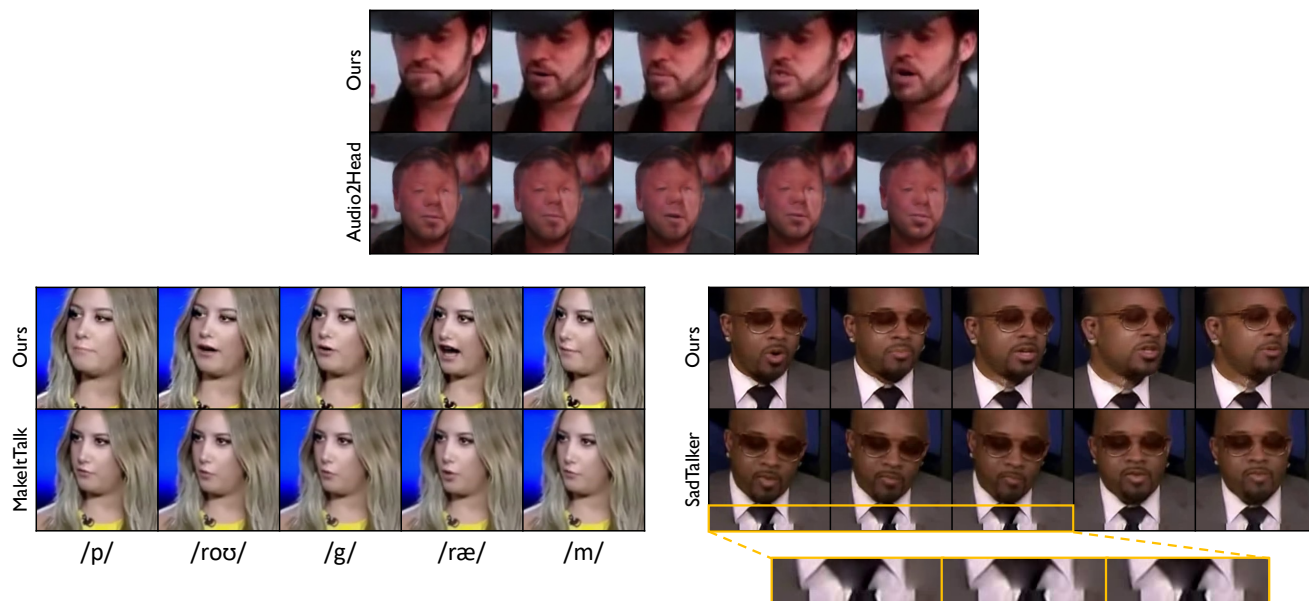 Ours
Audio2Head
Ours
MakeItTalk
/p/ /roʊ/ /g/ /ræ/ /m/
Ours
SadTalker